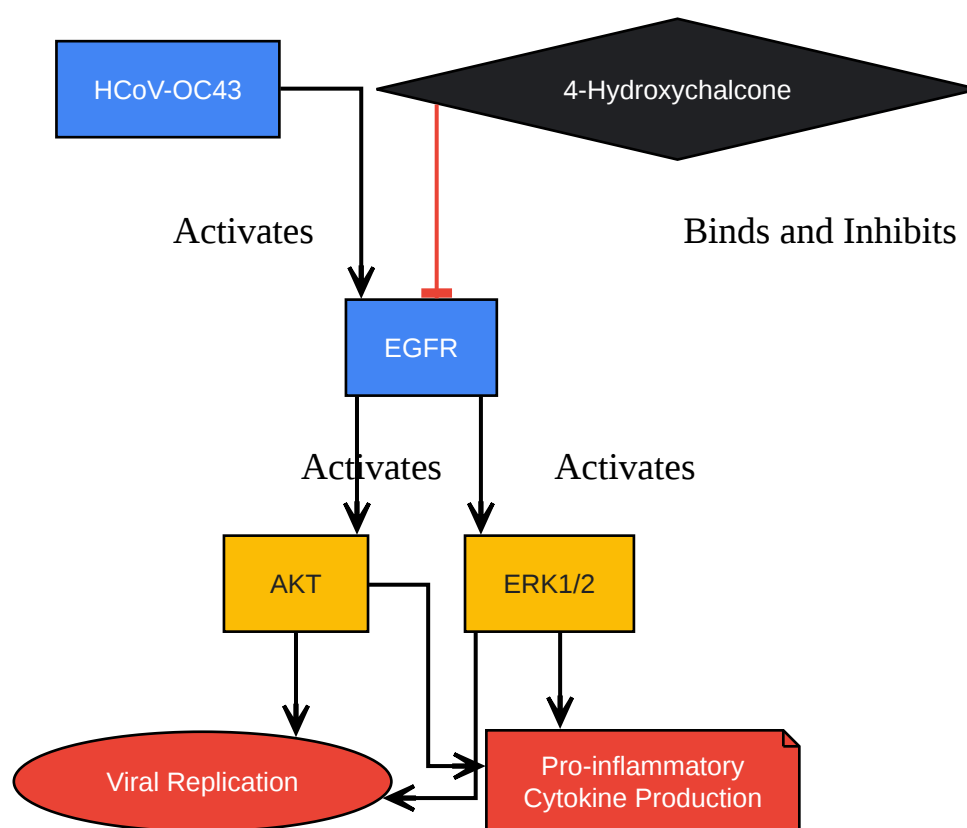 HCoV-OC43
4-Hydroxychalcone
Activates
Binds and Inhibits
EGFR
Activates
Activates
AKT
ERK1/2
Viral Replication
Pro-inflammatory
Cytokine Production